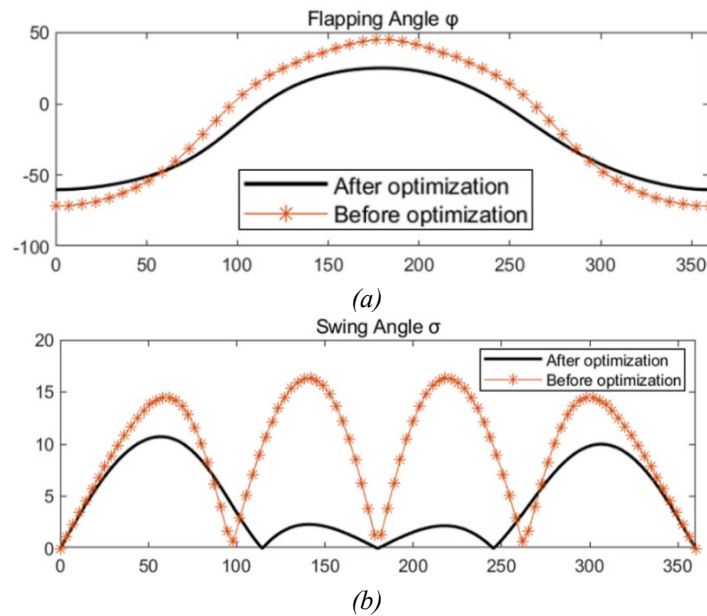 Flapping Angle φ
50
0
-50
-100
After optimization
Before optimization
0 50 100 150 200 250 300 350
(a)
Swing Angle σ
20
15
10
5
0
After optimization
Before optimization
0 50 100 150 200 250 300 350
(b)